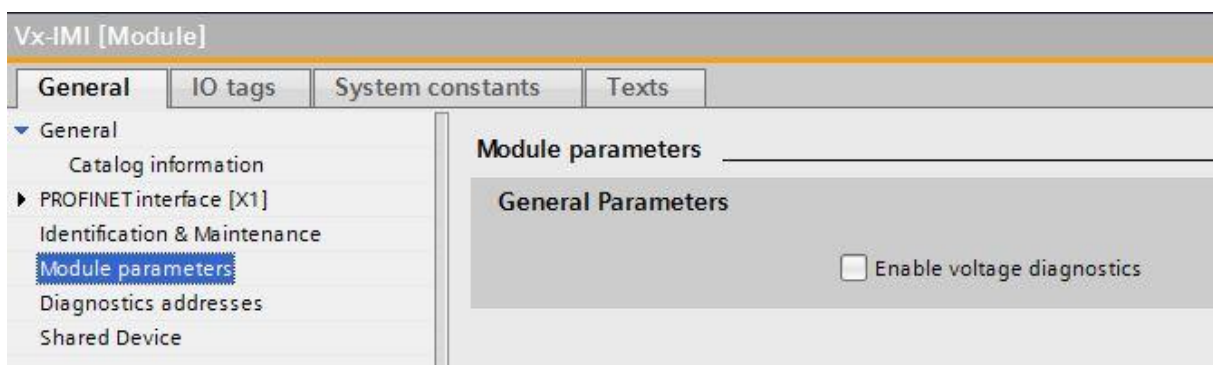 Vx-IMI [Module]
General IO tags System constants Texts
General
Catalog information
PROFINET interface [X1]
Identification & Maintenance
Module parameters
Diagnostics addresses
Shared Device
Module parameters
General Parameters
Enable voltage diagnostics